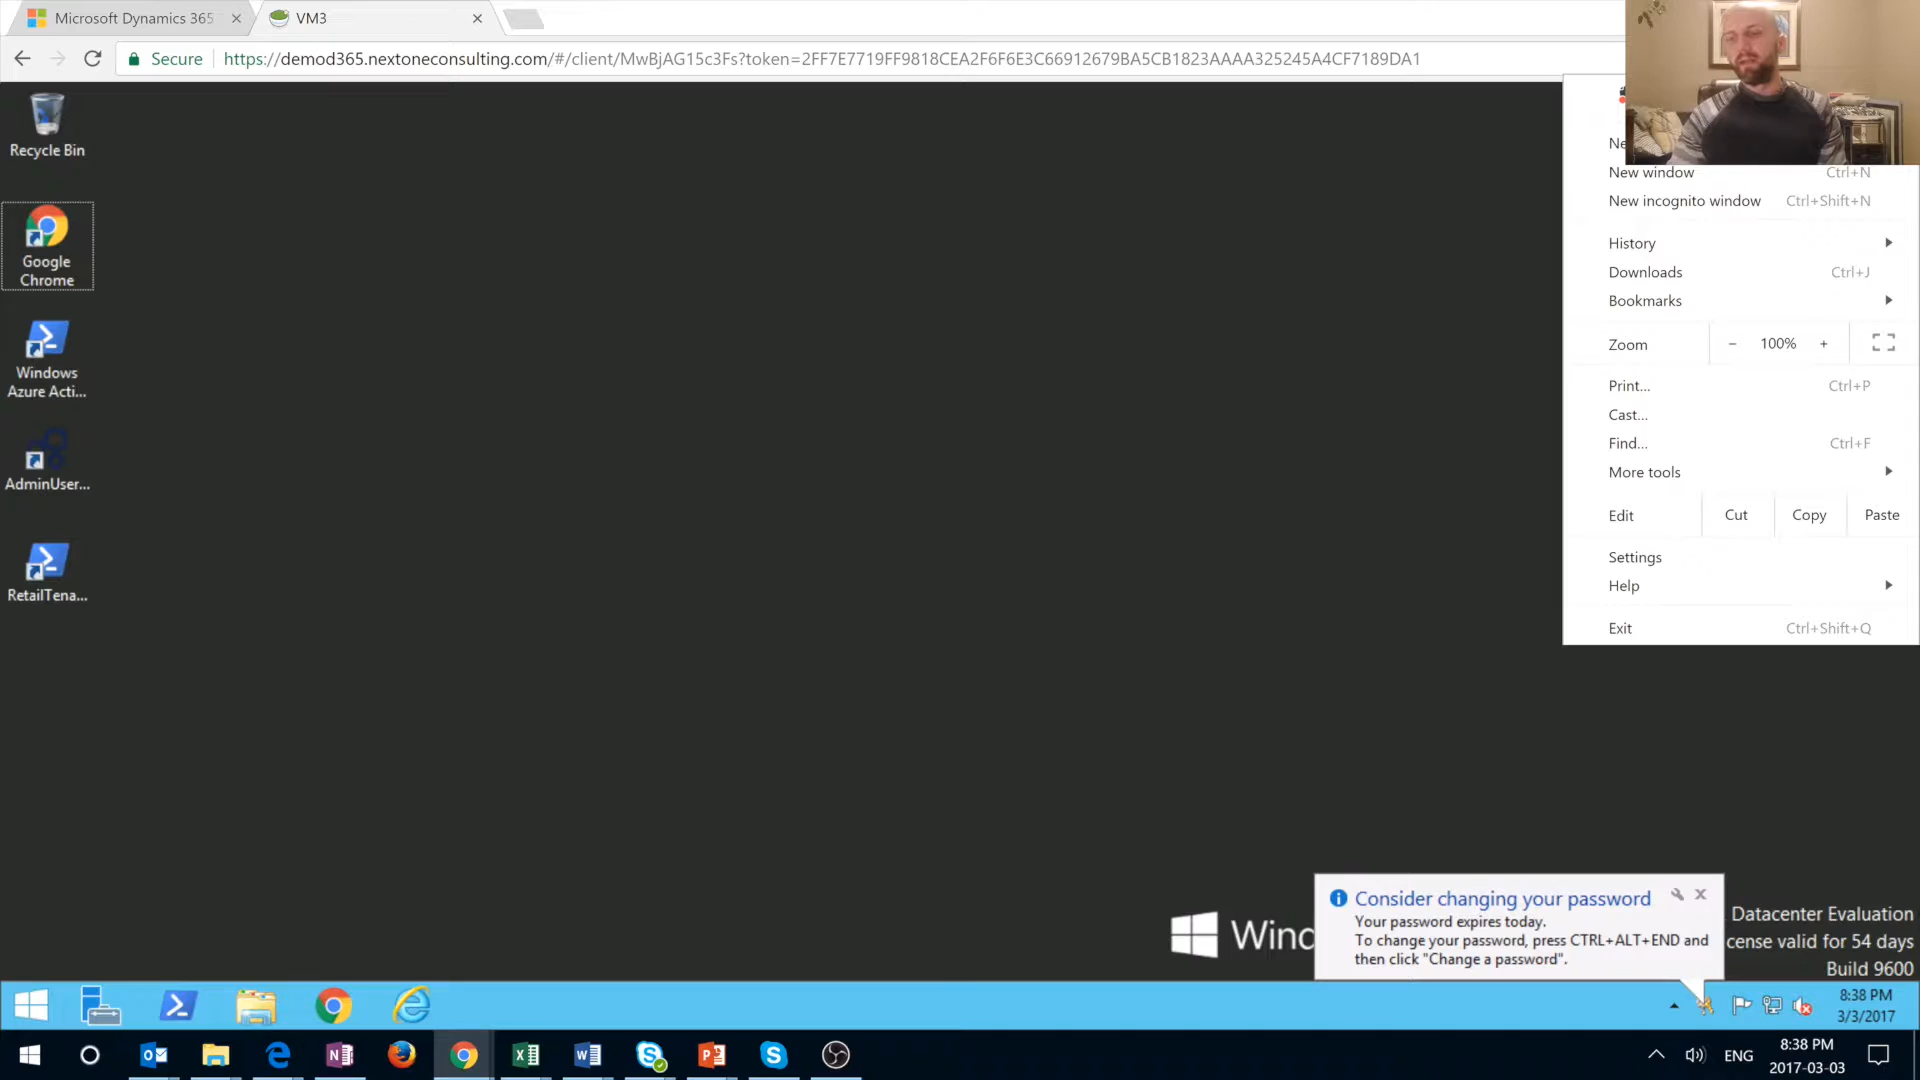 Microsoft Dynamics 365
VM3
Secure https://demod365.nextoneconsulting.com/#/client/MwBjAG15c3Fs?token=2FF7E7719FF9818CEA2F6F6E3C66912679BA5CB1823AAAA325245A4CF7189DA1
Recycle Bin
Google
Chrome
Windows
Azure Acti...
AdminUser...
RetailTena...
Ne
New window Ctrl+N
New incognito window Ctrl+Shift+N
History
Downloads Ctrl+J
Bookmarks
Zoom − 100% +
Print... Ctrl+P
Cast...
Find... Ctrl+F
More tools
Edit Cut Copy Paste
Settings
Help
Exit Ctrl+Shift+Q
Consider changing your password
Your password expires today.
To change your password, press CTRL+ALT+END and
then click "Change a password".
Wind
Datacenter Evaluation
cense valid for 54 days
Build 9600
8:38 PM
3/3/2017
ENG
8:38 PM
2017-03-03